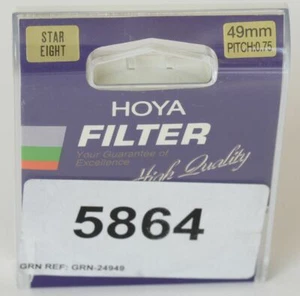 STAR
EIGHT
49mm
PITCH:0.75
HOYA
FILTER
Your Guarantee of
Excellence
High Quality
5864
GRN REF: GRN-24949